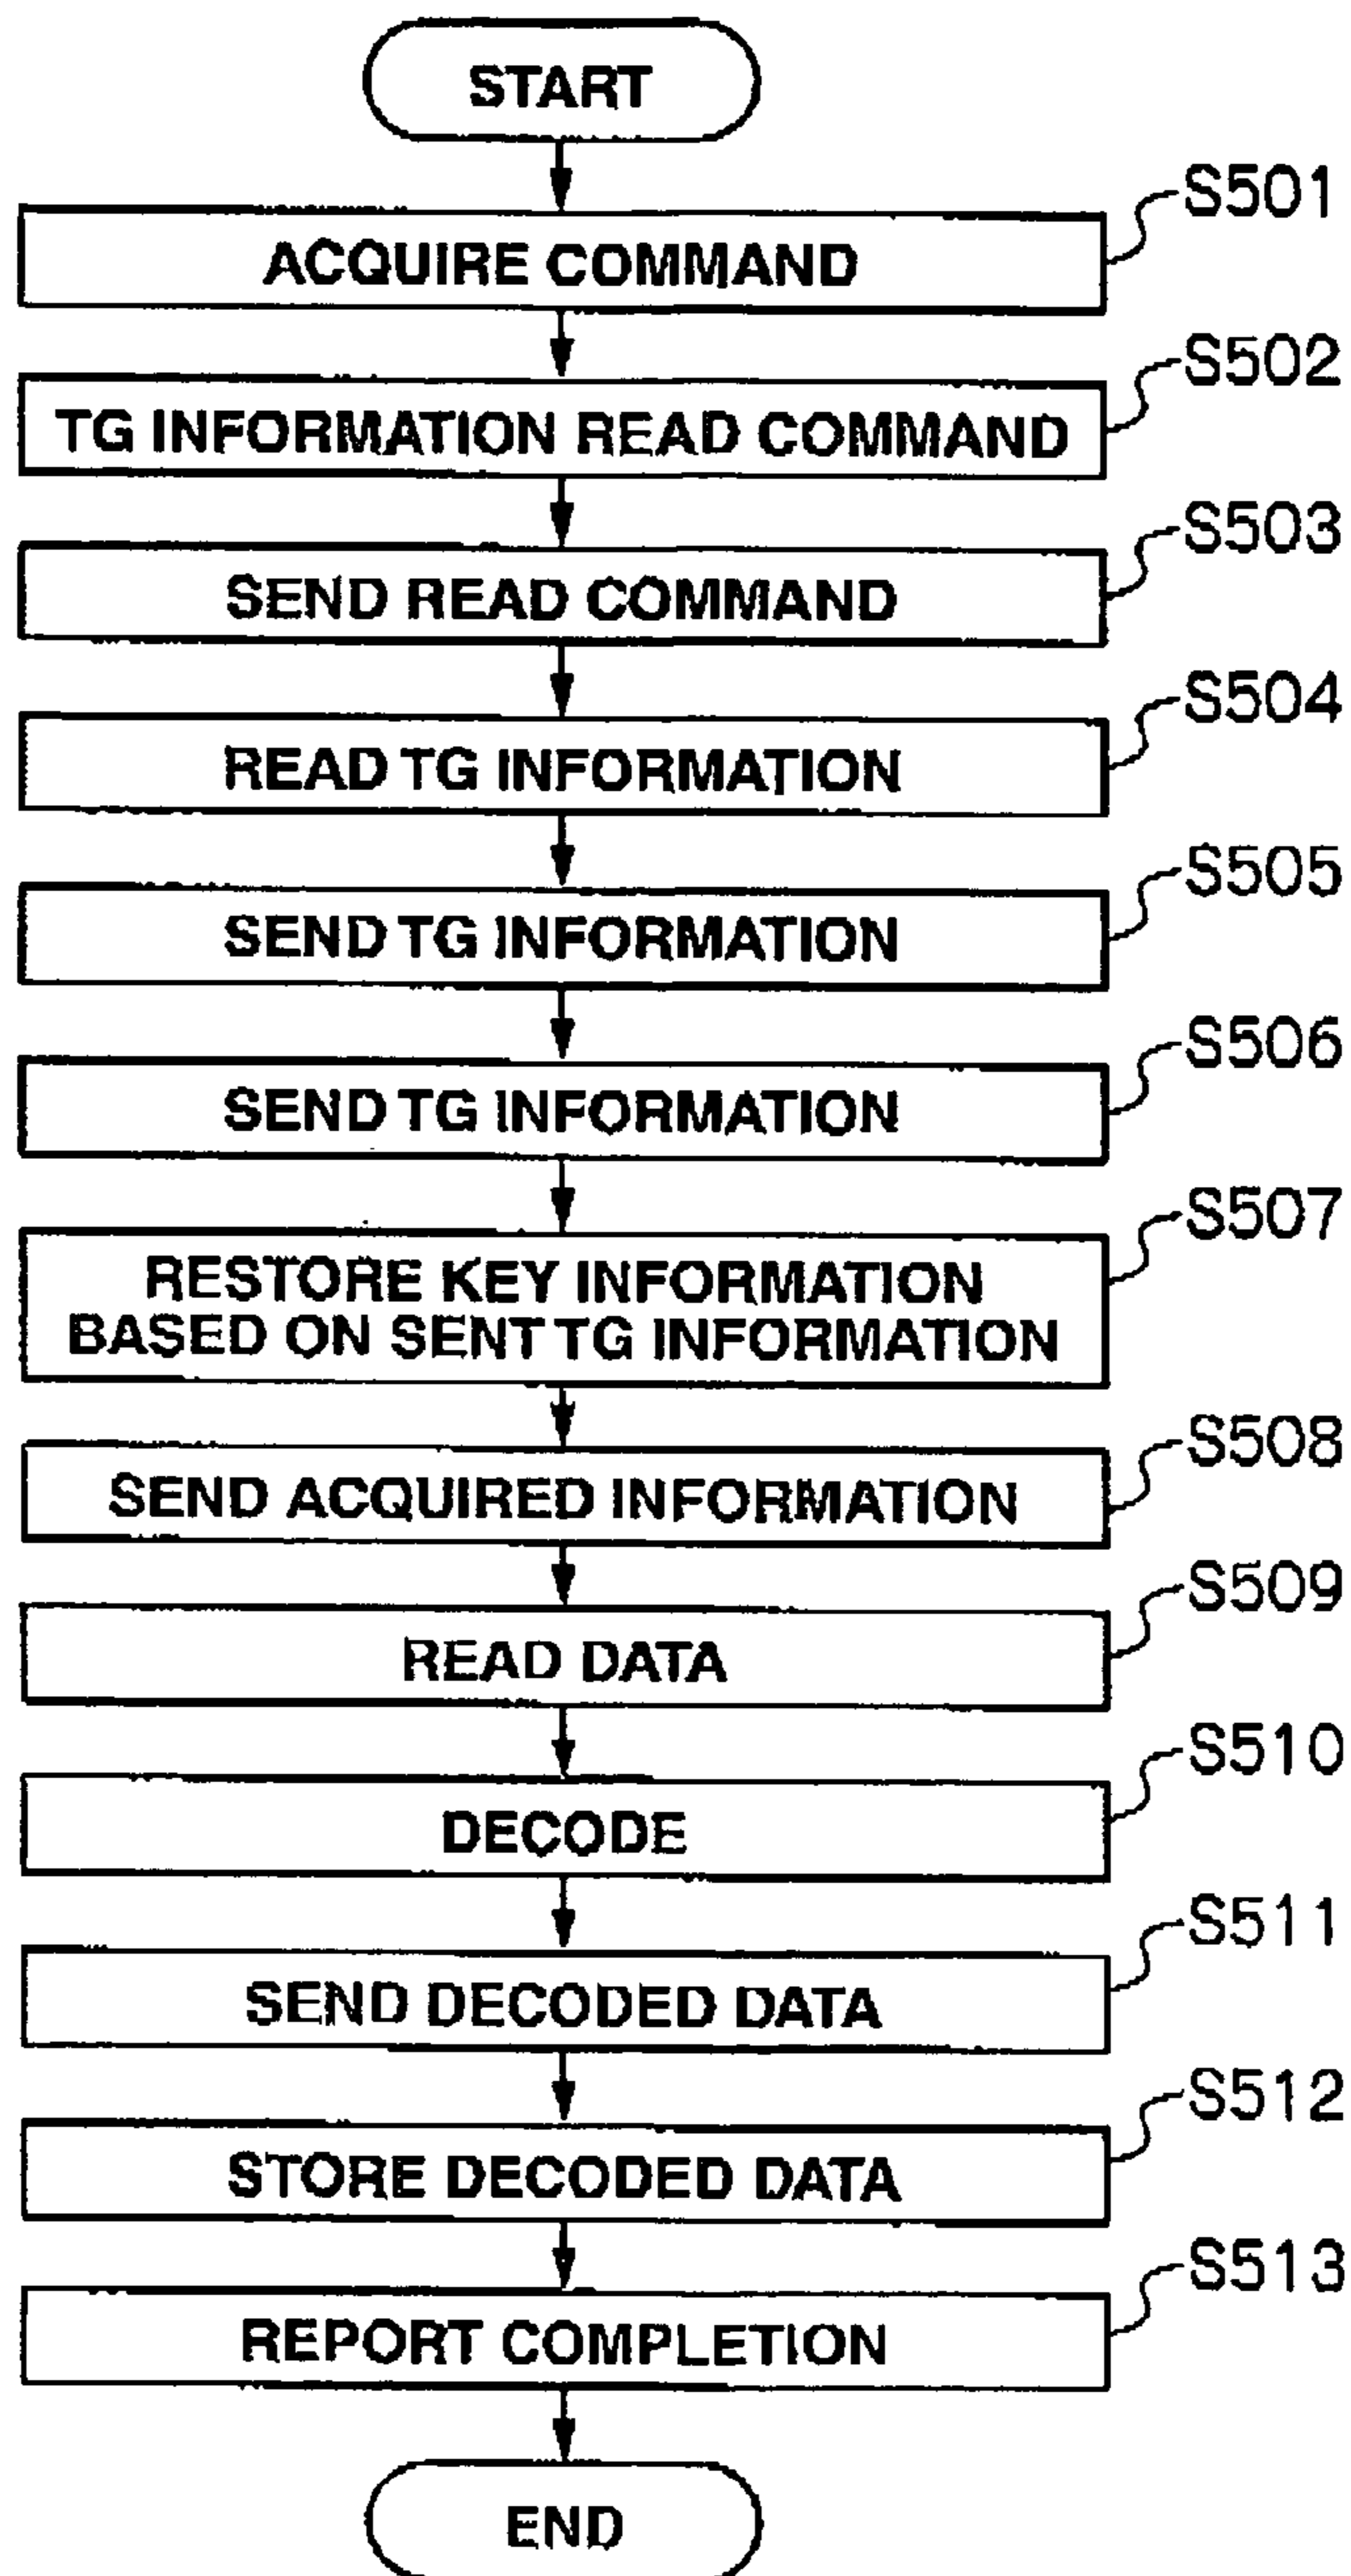 START
S501
ACQUIRE COMMAND
S502
TG INFORMATION READ COMMAND
S503
SEND READ COMMAND
S504
READ TG INFORMATION
S505
SEND TG INFORMATION
S506
SEND TG INFORMATION
S507
RESTORE KEY INFORMATION
BASED ON SENT TG INFORMATION
S508
SEND ACQUIRED INFORMATION
S509
READ DATA
S510
DECODE
S511
SEND DECODED DATA
S512
STORE DECODED DATA
S513
REPORT COMPLETION
END